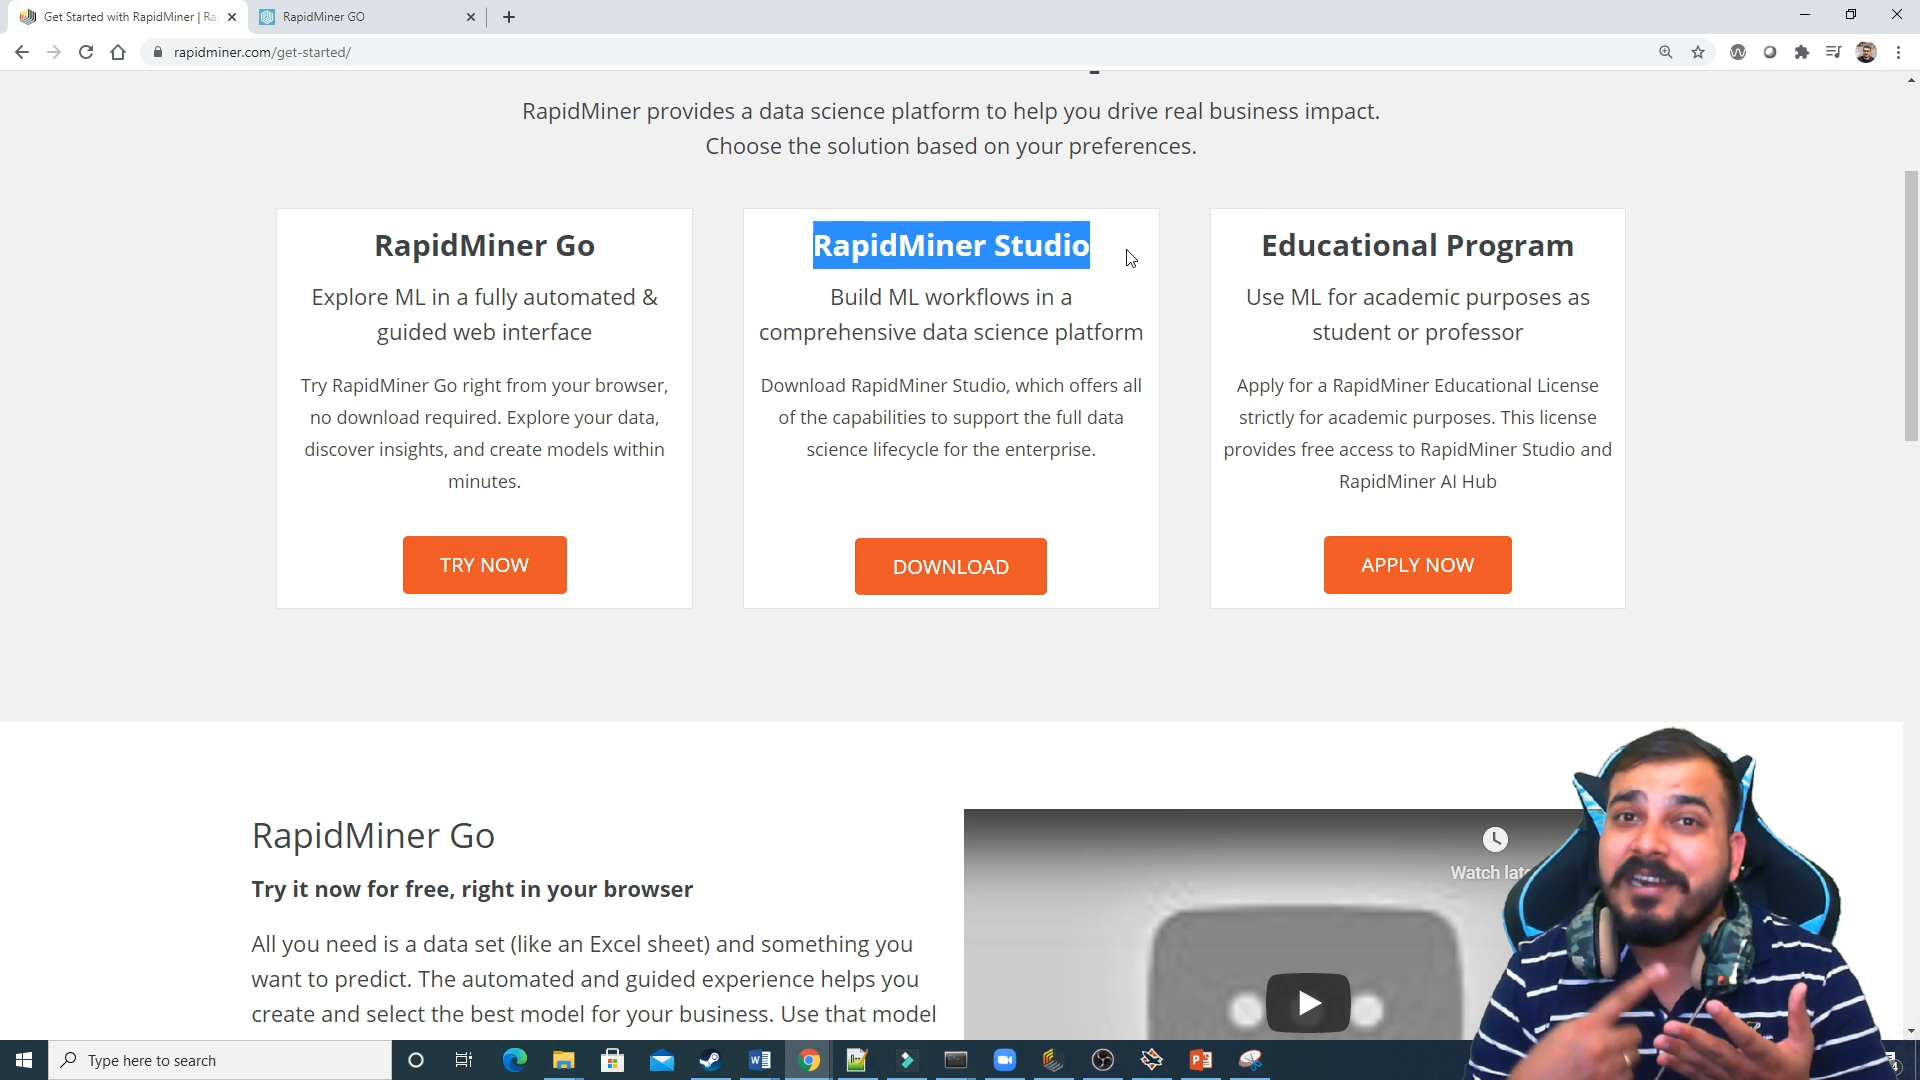 Get Started with RapidMiner | Ra
RapidMiner GO
rapidminer.com/get-started/
RapidMiner provides a data science platform to help you drive real business impact.
Choose the solution based on your preferences.
RapidMiner Go
Explore ML in a fully automated &
guided web interface
Try RapidMiner Go right from your browser,
no download required. Explore your data,
discover insights, and create models within
minutes.
TRY NOW
RapidMiner Studio
Build ML workflows in a
comprehensive data science platform
Download RapidMiner Studio, which offers all
of the capabilities to support the full data
science lifecycle for the enterprise.
DOWNLOAD
Educational Program
Use ML for academic purposes as
student or professor
Apply for a RapidMiner Educational License
strictly for academic purposes. This license
provides free access to RapidMiner Studio and
RapidMiner AI Hub
APPLY NOW
RapidMiner Go
Try it now for free, right in your browser
All you need is a data set (like an Excel sheet) and something you
want to predict. The automated and guided experience helps you
create and select the best model for your business. Use that model
Watch late
Type here to search